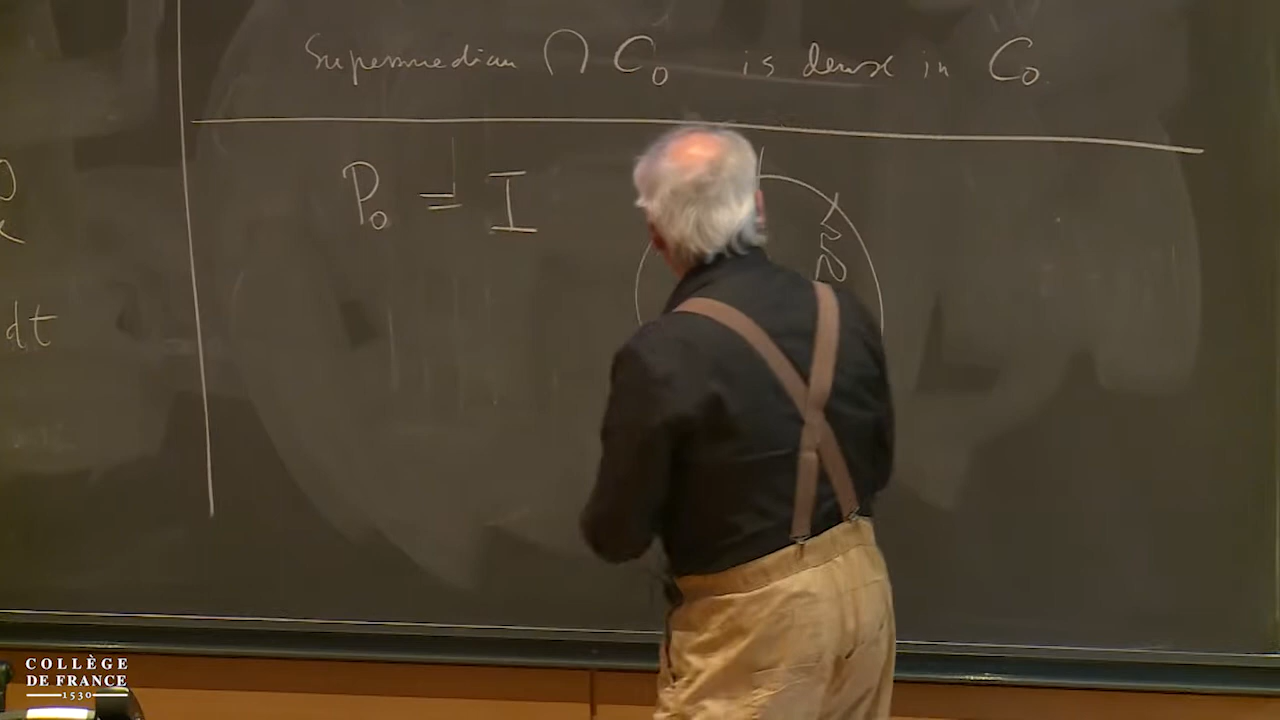 Supermedian ∩ C₀ is dense in C₀
P₀ = I
dt
COLLÈGE
DE FRANCE
1530